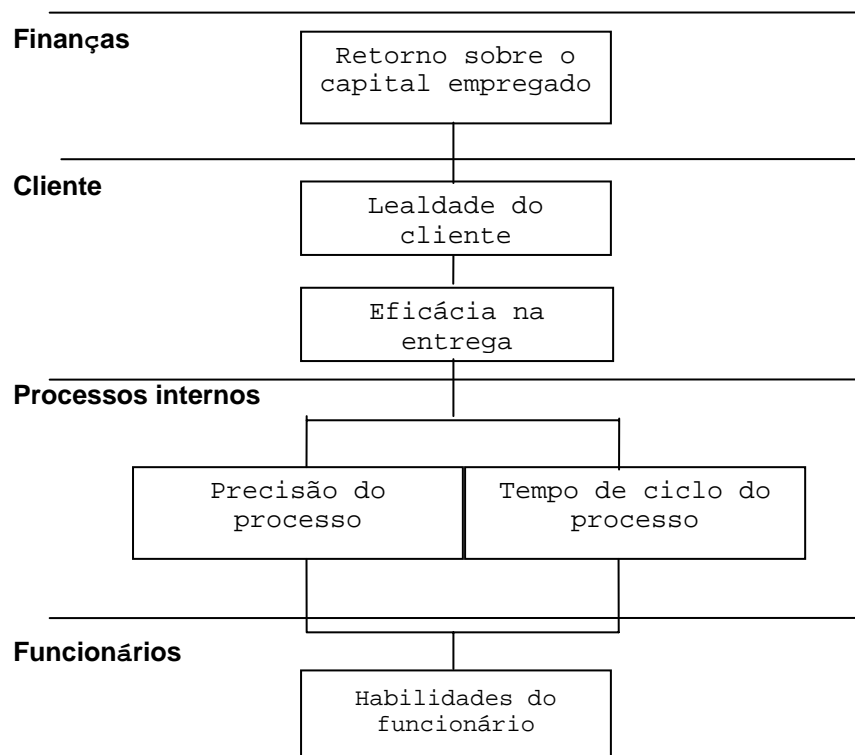 Finanças
Retorno sobre o
capital empregado
Cliente
Lealdade do
cliente
Eficácia na
entrega
Processos internos
Precisão do
processo
Tempo de ciclo do
processo
Funcionários
Habilidades do
funcionário